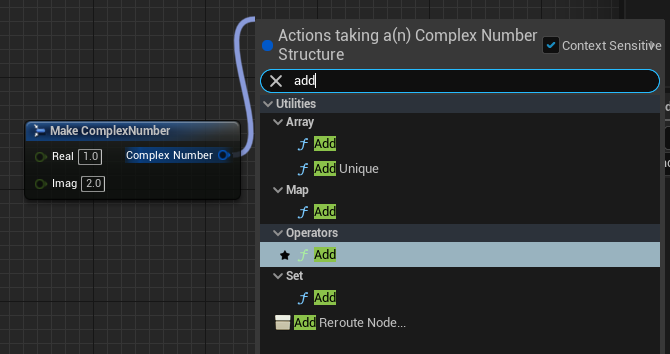 Actions taking a(n) Complex Number
Structure
Context Sensitive
add
Utilities
Array
Add
Add Unique
Map
Add
Operators
Add
Set
Add
Add Reroute Node...
Make ComplexNumber
Real 1.0 Complex Number
Imag 2.0